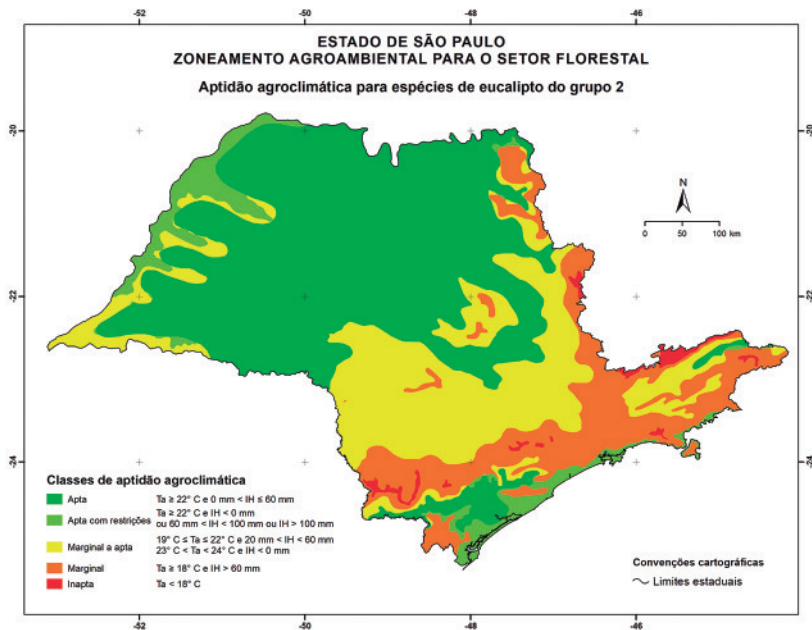 -52 -50 -48 -46
ESTADO DE SÃO PAULO
ZONEAMENTO AGROAMBIENTAL PARA O SETOR FLORESTAL
Aptidão agroclimática para espécies de eucalipto do grupo 2
-20 -20
N
0 50 100 km
-22 -22
-24 -24
Classes de aptidão agroclimática
Apta Ta ≥ 22° C e 0 mm < IH ≤ 60 mm
Apta com restrições Ta ≥ 22° C e IH < 0 mm
ou 60 mm < IH < 100 mm ou IH > 100 mm
Marginal a apta 19° C ≤ Ta ≤ 22° C e 20 mm < IH < 60 mm
23° C < Ta < 24° C e IH < 0 mm
Marginal Ta ≥ 18° C e IH > 60 mm
Inapta Ta < 18° C
Convenções cartográficas
Limites estaduais
-52 -50 -48 -46